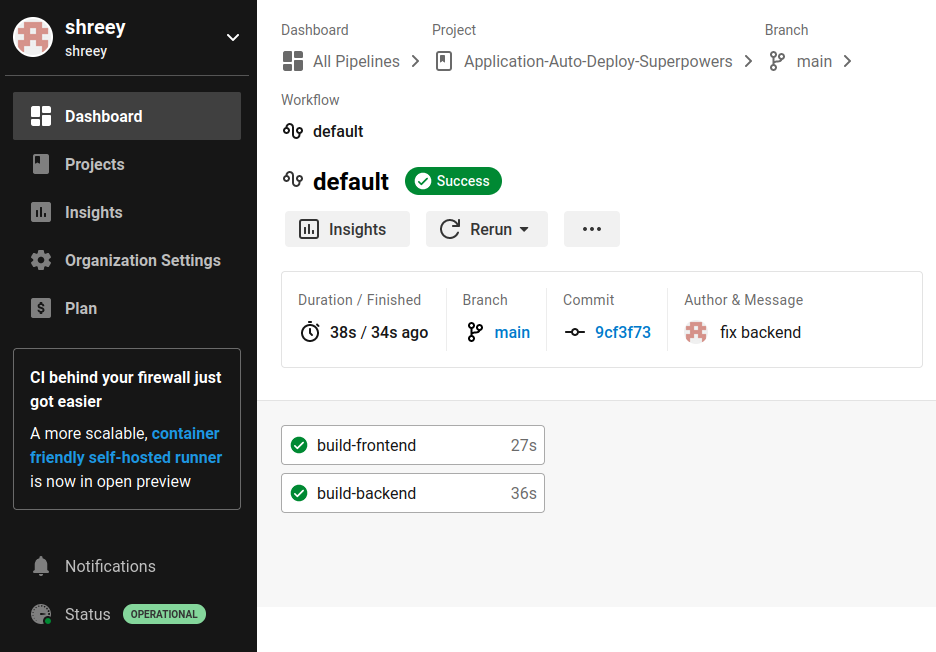 shreey
shreey
Dashboard
Projects
Insights
Organization Settings
Plan
CI behind your firewall just
got easier
A more scalable, container
friendly self-hosted runner
is now in open preview
Notifications
Status OPERATIONAL
Dashboard Project Branch
All Pipelines Application-Auto-Deploy-Superpowers main
Workflow
default
default Success
Insights Rerun
Duration / Finished Branch Commit Author & Message
38s / 34s ago main 9cf3f73 fix backend
build-frontend 27s
build-backend 36s